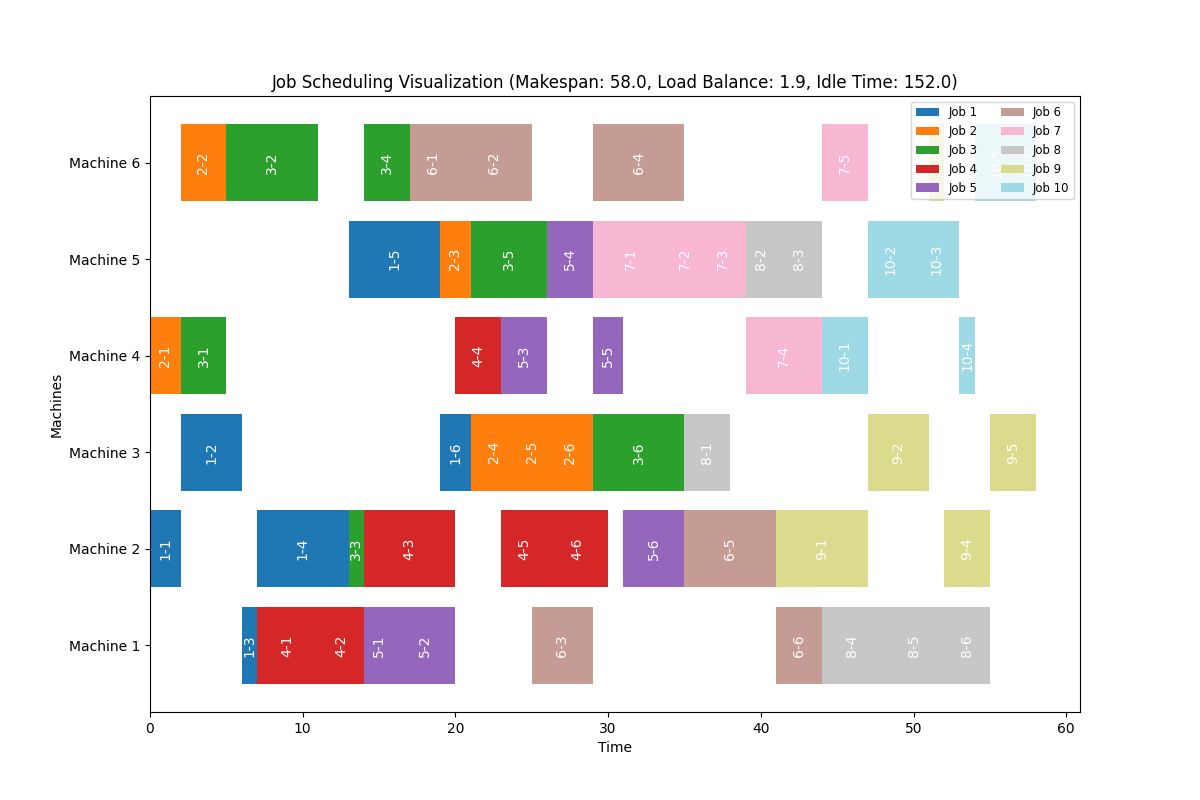 Job Scheduling Visualization (Makespan: 58.0, Load Balance: 1.9, Idle Time: 152.0)
Job 1 Job 6
Job 2 Job 7
Job 3 Job 8
Job 4 Job 9
Job 5 Job 10
Machine 6 2-2 3-2 3-4 6-1 6-2 6-4 7-5
Machine 5 1-5 2-3 3-5 5-4 7-1 7-2 7-3 8-2 8-3 10-2 10-3
Machine 4 2-1 3-1 4-4 5-3 5-5 7-4 10-1 10-4
Machine 3 1-2 1-6 2-4 2-5 2-6 3-6 8-1 9-2 9-5
Machine 2 1-1 1-4 3-3 4-3 4-5 4-6 5-6 6-5 9-1 9-4
Machine 1 1-3 4-1 4-2 5-1 5-2 6-3 6-6 8-4 8-5 8-6
Machines
0 10 20 30 40 50 60
Time